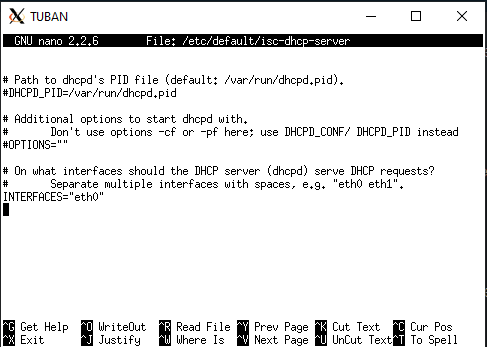 TUBAN
GNU nano 2.2.6 File: /etc/default/isc-dhcp-server
# Path to dhcpd's PID file (default: /var/run/dhcpd.pid).
#DHCPD_PID=/var/run/dhcpd.pid
# Additional options to start dhcpd with.
# Don't use options -cf or -pf here; use DHCPD_CONF/ DHCPD_PID instead
#OPTIONS=""
# On what interfaces should the DHCP server (dhcpd) serve DHCP requests?
# Separate multiple interfaces with spaces, e.g. "eth0 eth1".
INTERFACES="eth0"
^G Get Help ^O WriteOut ^R Read File ^Y Prev Page ^K Cut Text ^C Cur Pos
^X Exit ^J Justify ^W Where Is ^V Next Page ^U UnCut Text ^T To Spell